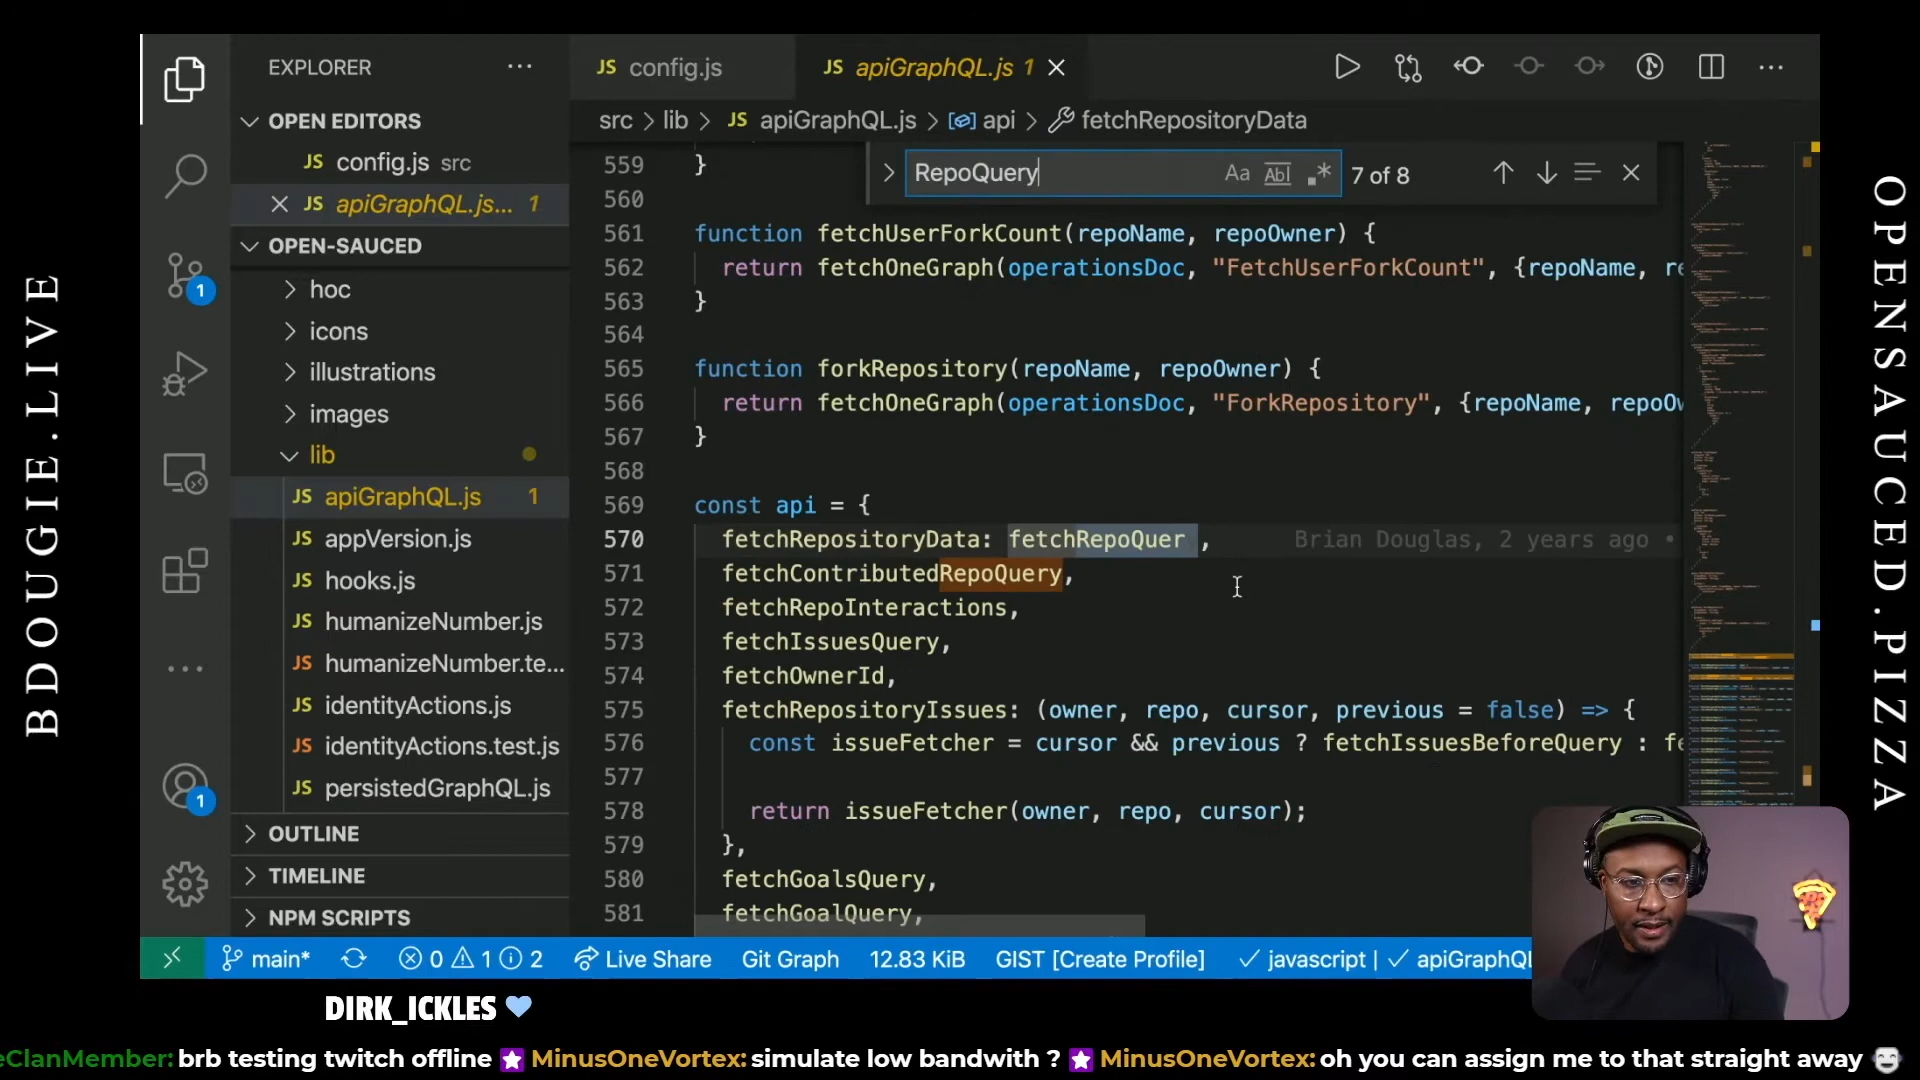 BDOUGIE.LIVE
EXPLORER
OPEN EDITORS
JS config.js src
JS apiGraphQL.js... 1
OPEN-SAUCED
hoc
icons
illustrations
images
lib
JS apiGraphQL.js 1
JS appVersion.js
JS hooks.js
JS humanizeNumber.js
JS humanizeNumber.te...
JS identityActions.js
JS identityActions.test.js
JS persistedGraphQL.js
OUTLINE
TIMELINE
NPM SCRIPTS
1
1
JS config.js
JS apiGraphQL.js 1
src > lib > JS apiGraphQL.js > api > fetchRepositoryData
RepoQuery Aa Abl .* 7 of 8
559 }
560
561 function fetchUserForkCount(repoName, repoOwner) {
562 return fetchOneGraph(operationsDoc, "FetchUserForkCount", {repoName, re
563 }
564
565 function forkRepository(repoName, repoOwner) {
566 return fetchOneGraph(operationsDoc, "ForkRepository", {repoName, repoOw
567 }
568
569 const api = {
570 fetchRepositoryData: fetchRepoQuer , Brian Douglas, 2 years ago •
571 fetchContributedRepoQuery,
572 fetchRepoInteractions,
573 fetchIssuesQuery,
574 fetchOwnerId,
575 fetchRepositoryIssues: (owner, repo, cursor, previous = false) => {
576 const issueFetcher = cursor && previous ? fetchIssuesBeforeQuery : fe
577
578 return issueFetcher(owner, repo, cursor);
579 },
580 fetchGoalsQuery,
581 fetchGoalQuery,
main* 0 1 2 Live Share Git Graph 12.83 KiB GIST [Create Profile] ✓ javascript | ✓ apiGraphQL
OPENSAUCED.PIZZA
DIRK_ICKLES
eClanMember: brb testing twitch offline MinusOneVortex: simulate low bandwith ? MinusOneVortex: oh you can assign me to that straight away